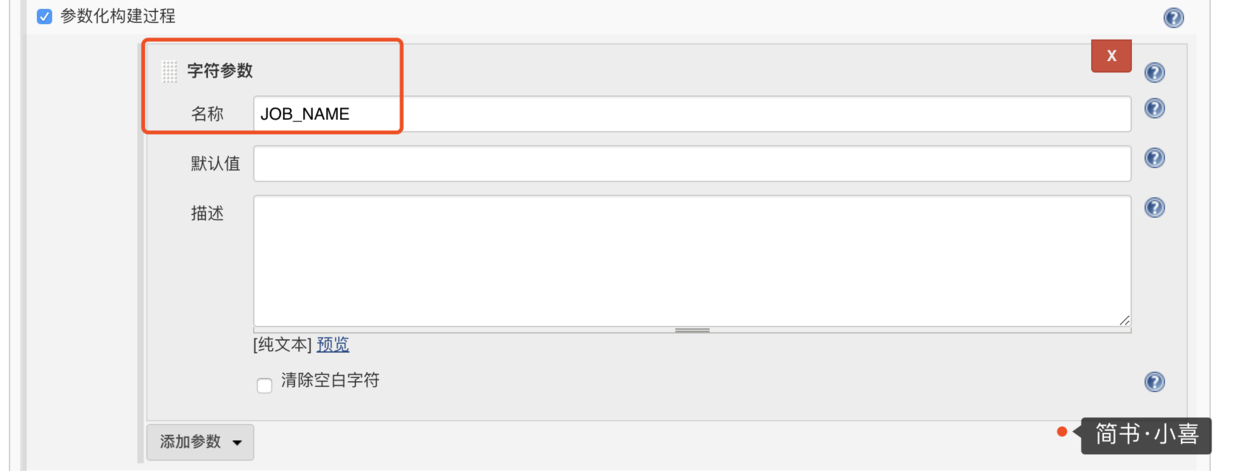 参数化构建过程
字符参数
X
名称
JOB_NAME
默认值
描述
[纯文本] 预览
清除空白字符
添加参数
简书·小喜